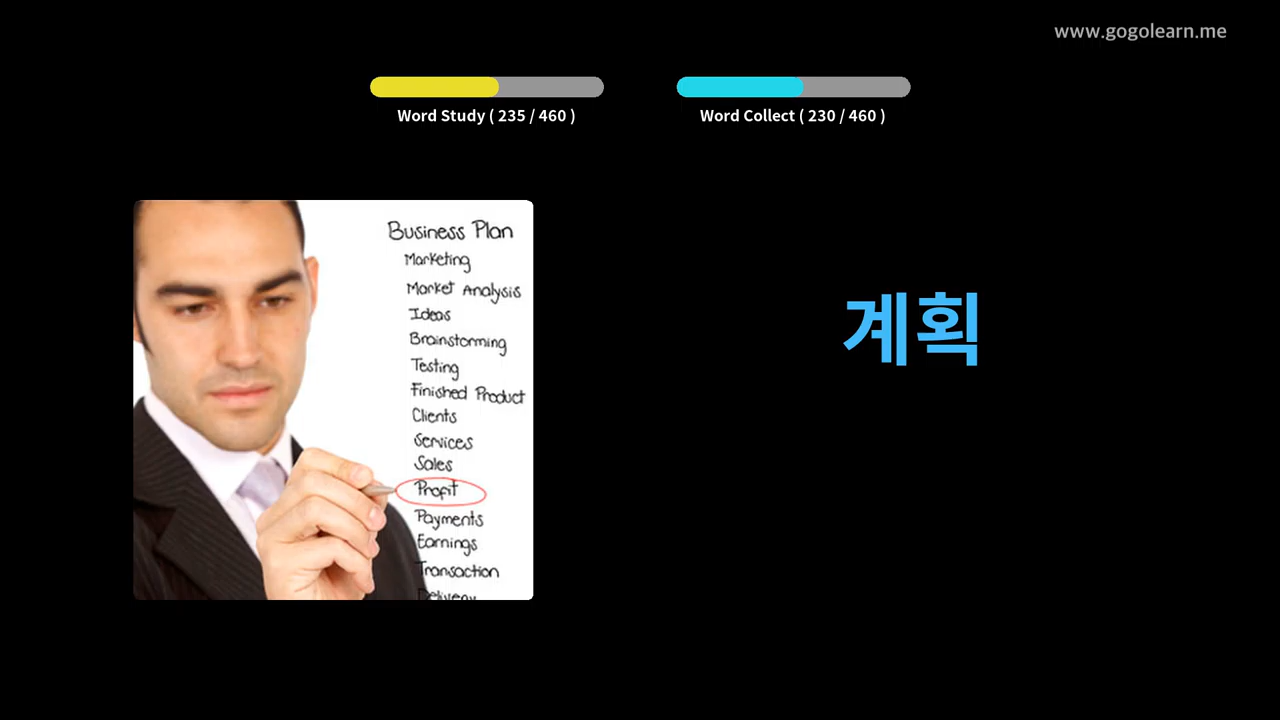 www.gogolearn.me
Word Study ( 235 / 460 )
Word Collect ( 230 / 460 )
Business Plan
Marketing
Market Analysis
Ideas
Brainstorming
Testing
Finished Product
Clients
Services
Sales
Profit
Payments
Earnings
Transaction
Delivery
계획